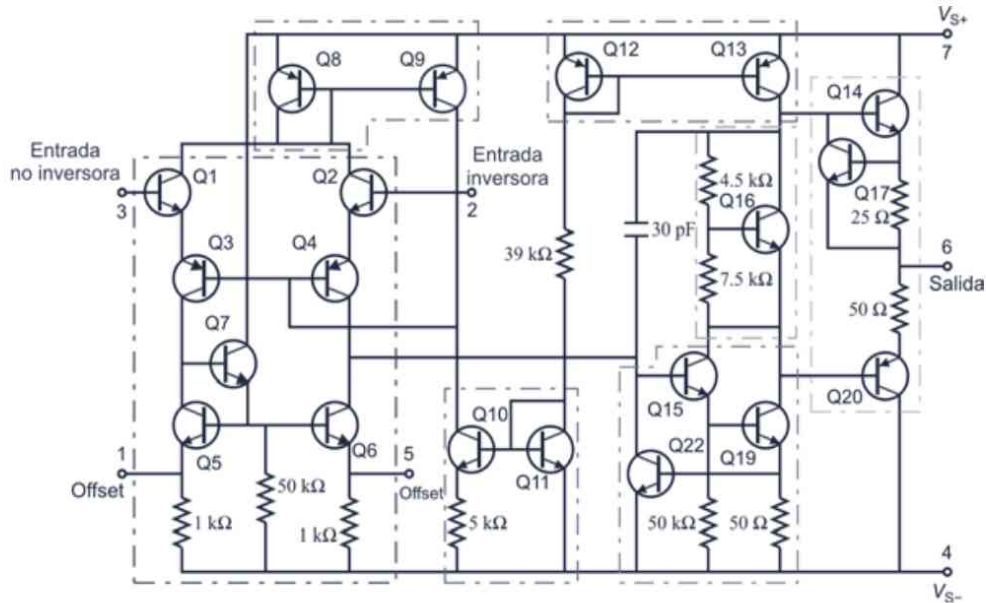 V_S+
7
Q8
Q9
Q12
Q13
Q14
Entrada
no inversora
3
Q1
Q2
Entrada
inversora
2
4.5 kΩ
Q16
Q17
25 Ω
Q3
Q4
39 kΩ
30 pF
7.5 kΩ
6
Salida
50 Ω
Q7
Q15
Q20
Q10
Q11
Q22
Q19
1
Offset
Q5
Q6
5
Offset
50 kΩ
1 kΩ
1 kΩ
5 kΩ
50 kΩ
50 Ω
4
V_S−